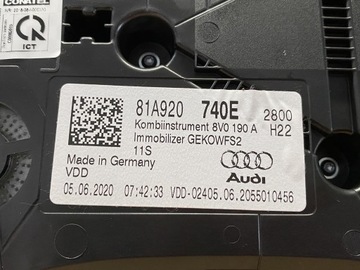 CONATEL
ICT
81A920 740E 2800
Kombiinstrument 8V0 190 A H22
Immobilizer GEKOWFS2
11S
Made in Germany
VDD
Audi
05.06.2020 07:42:33 VDD-02405.06.2055010456